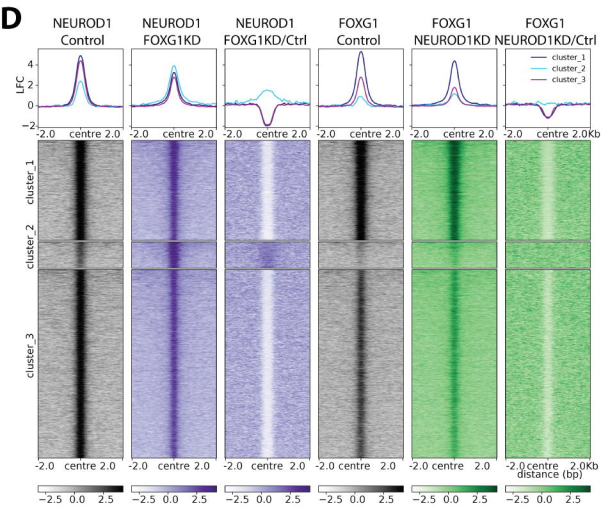 D
NEUROD1 Control
NEUROD1 FOXG1KD
NEUROD1 FOXG1KD/Ctrl
FOXG1 Control
FOXG1 NEUROD1KD
FOXG1 NEUROD1KD/Ctrl
LFC
4
2
0
−2
cluster_1
cluster_2
cluster_3
-2.0 centre 2.0
-2.0 centre 2.0
-2.0 centre 2.0
-2.0 centre 2.0
-2.0 centre 2.0
-2.0 centre 2.0Kb
cluster_1
cluster_2
cluster_3
-2.0 centre 2.0
-2.0 centre 2.0
-2.0 centre 2.0
-2.0 centre 2.0
-2.0 centre 2.0
-2.0 centre 2.0Kb
distance (bp)
−2.5 0.0 2.5
−2.5 0.0 2.5
−2.5 0.0 2.5
−2.5 0.0 2.5
−2.5 0.0 2.5
−2.5 0.0 2.5